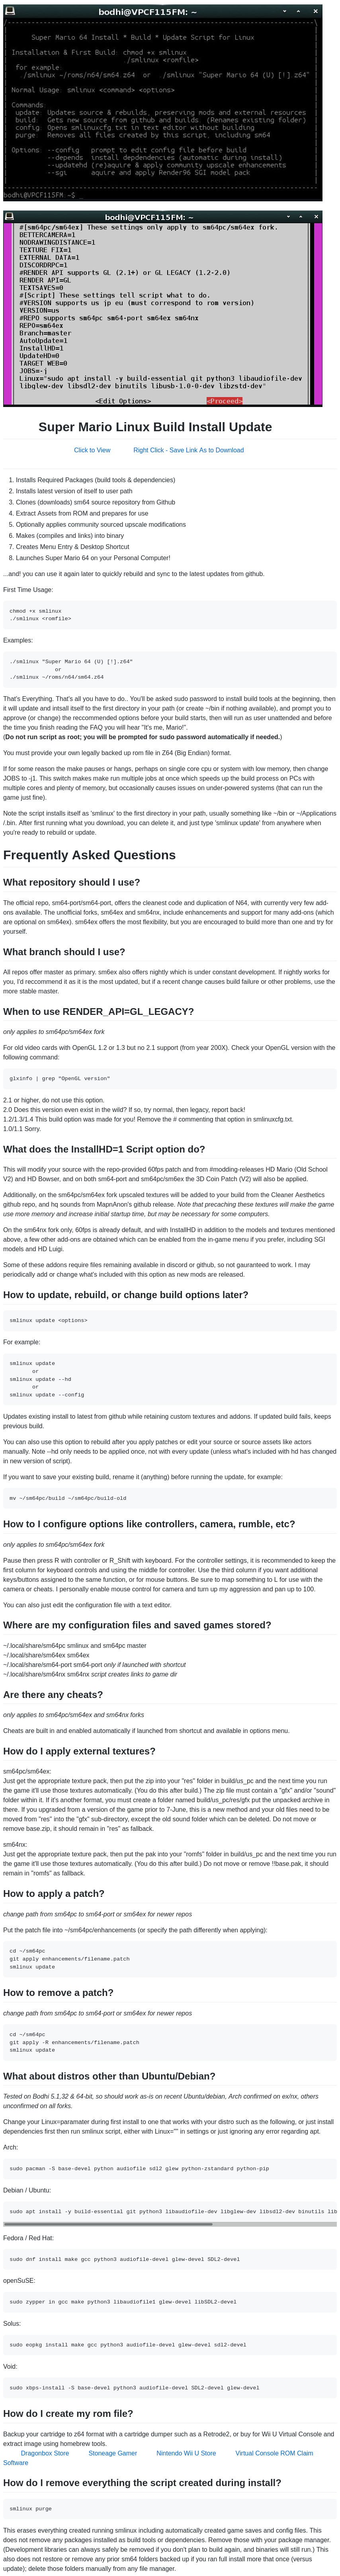 bodhi@VPCF115FM: ~
Super Mario 64 Install * Build * Update Script for Linux
Installation & First Build: chmod +x smlinux
./smlinux <romfile>
for example:
./smlinux ~/roms/n64/sm64.z64 or ./smlinux "Super Mario 64 (U) [!].z64"
Normal Usage: smlinux <command> <options>
Commands:
update Updates source & rebuilds, preserving mods and external resources
build Gets new source from github and builds. (Renames existing folder)
config Opens smlinuxcfg.txt in text editor without building
purge: Removes all files created by this script, including sm64
Options: --config prompt to edit config file before build
--depends install depdendencies (automatic during install)
--updatehd (re)aquire & apply community upscale enhancements
--sgi aquire and apply Render96 SGI model pack
bodhi@VPCF115FM ~$
bodhi@VPCF115FM: ~
#[sm64pc/sm64ex] These settings only apply to sm64pc/sm64ex fork.
BETTERCAMERA=1
NODRAWINGDISTANCE=1
TEXTURE_FIX=1
EXTERNAL_DATA=1
DISCORDRPC=1
#RENDER_API supports GL (2.1+) or GL_LEGACY (1.2-2.0)
RENDER_API=GL
TEXTSAVES=0
#[Script] These settings tell script what to do.
#VERSION supports us jp eu (must correspond to rom version)
VERSION=us
#REPO supports sm64pc sm64-port sm64ex sm64nx
REPO=sm64ex
Branch=master
AutoUpdate=1
InstallHD=1
UpdateHD=0
TARGET_WEB=0
JOBS=-j
Linux="sudo apt install -y build-essential git python3 libaudiofile-dev
libglew-dev libsdl2-dev binutils libusb-1.0-0-dev libzstd-dev"
<Edit Options> <Proceed>
Super Mario Linux Build Install Update
Click to View Right Click - Save Link As to Download
1. Installs Required Packages (build tools & dependencies)
2. Installs latest version of itself to user path
3. Clones (downloads) sm64 source repository from Github
4. Extract Assets from ROM and prepares for use
5. Optionally applies community sourced upscale modifications
6. Makes (compiles and links) into binary
7. Creates Menu Entry & Desktop Shortcut
8. Launches Super Mario 64 on your Personal Computer!
...and! you can use it again later to quickly rebuild and sync to the latest updates from github.
First Time Usage:
chmod +x smlinux
./smlinux <romfile>
Examples:
./smlinux "Super Mario 64 (U) [!].z64"
or
./smlinux ~/roms/n64/sm64.z64
That's Everything. That's all you have to do.. You'll be asked sudo password to install build tools at the beginning, then
it will update and intsall itself to the first directory in your path (or create ~/bin if nothing available), and prompt you to
approve (or change) the reccomended options before your build starts, then will run as user unattended and before
the time you finish reading the FAQ you will hear "It's me, Mario!".
(Do not run script as root; you will be prompted for sudo password automatically if needed.)
You must provide your own legally backed up rom file in Z64 (Big Endian) format.
If for some reason the make pauses or hangs, perhaps on single core cpu or system with low memory, then change
JOBS to -j1. This switch makes make run multiple jobs at once which speeds up the build process on PCs with
multiple cores and plenty of memory, but occasionally causes issues on under-powered systems (that can run the
game just fine).
Note the script installs itself as 'smlinux' to the first directory in your path, usually something like ~/bin or ~/Applications
/.bin. After first running what you download, you can delete it, and just type 'smlinux update' from anywhere when
you're ready to rebuild or update.
Frequently Asked Questions
What repository should I use?
The official repo, sm64-port/sm64-port, offers the cleanest code and duplication of N64, with currently very few add-
ons available. The unofficial forks, sm64ex and sm64nx, include enhancements and support for many add-ons (which
are optional on sm64ex). sm64ex offers the most flexibility, but you are encouraged to build more than one and try for
yourself.
What branch should I use?
All repos offer master as primary. sm6ex also offers nightly which is under constant development. If nightly works for
you, I'd reccommend it as it is the most updated, but if a recent change causes build failure or other problems, use the
more stable master.
When to use RENDER_API=GL_LEGACY?
only applies to sm64pc/sm64ex fork
For old video cards with OpenGL 1.2 or 1.3 but no 2.1 support (from year 200X). Check your OpenGL version with the
following command:
glxinfo | grep "OpenGL version"
2.1 or higher, do not use this option.
2.0 Does this version even exist in the wild? If so, try normal, then legacy, report back!
1.2/1.3/1.4 This build option was made for you! Remove the # commenting that option in smlinuxcfg.txt.
1.0/1.1 Sorry.
What does the InstallHD=1 Script option do?
This will modify your source with the repo-provided 60fps patch and from #modding-releases HD Mario (Old School
V2) and HD Bowser, and on both sm64-port and sm64pc/sm6ex the 3D Coin Patch (V2) will also be applied.
Additionally, on the sm64pc/sm64ex fork upscaled textures will be added to your build from the Cleaner Aesthetics
github repo, and hq sounds from MaprnAnon's github release. Note that precaching these textures will make the game
use more memory and increase initial startup time, but may be necessary for some computers.
On the sm64nx fork only, 60fps is already default, and with InstallHD in addition to the models and textures mentioned
above, a few other add-ons are obtained which can be enabled from the in-game menu if you prefer, including SGI
models and HD Luigi.
Some of these addons require files remaining available in discord or github, so not gauranteed to work. I may
periodically add or change what's included with this option as new mods are released.
How to update, rebuild, or change build options later?
smlinux update <options>
For example:
smlinux update
or
smlinux update --hd
or
smlinux update --config
Updates existing install to latest from github while retaining custom textures and addons. If updated build fails, keeps
previous build.
You can also use this option to rebuild after you apply patches or edit your source or source assets like actors
manually. Note --hd only needs to be applied once, not with every update (unless what's included with hd has changed
in new version of script).
If you want to save your existing build, rename it (anything) before running the update, for example:
mv ~/sm64pc/build ~/sm64pc/build-old
How to I configure options like controllers, camera, rumble, etc?
only applies to sm64pc/sm64ex fork
Pause then press R with controller or R_Shift with keyboard. For the controller settings, it is recommended to keep the
first column for keyboard controls and using the middle for controller. Use the third column if you want additional
keys/buttons assigned to the same function, or for mouse buttons. Be sure to map something to L for use with the
camera or cheats. I personally enable mouse control for camera and turn up my aggression and pan up to 100.
You can also just edit the configuration file with a text editor.
Where are my configuration files and saved games stored?
~/.local/share/sm64pc smlinux and sm64pc master
~/.local/share/sm64ex sm64ex
~/.local/share/sm64-port sm64-port only if launched with shortcut
~/.local/share/sm64nx sm64nx script creates links to game dir
Are there any cheats?
only applies to sm64pc/sm64ex and sm64nx forks
Cheats are built in and enabled automatically if launched from shortcut and available in options menu.
How do I apply external textures?
sm64pc/sm64ex:
Just get the appropriate texture pack, then put the zip into your "res" folder in build/us_pc and the next time you run
the game it'll use those textures automatically. (You do this after build.) The zip file must contain a "gfx" and/or "sound"
folder within it. If it's another format, you must create a folder named build/us_pc/res/gfx put the unpacked archive in
there. If you upgraded from a version of the game prior to 7-June, this is a new method and your old files need to be
moved from "res" into the "gfx" sub-directory, except the old sound folder which can be deleted. Do not move or
remove base.zip, it should remain in "res" as fallback.
sm64nx:
Just get the appropriate texture pack, then put the pak into your "romfs" folder in build/us_pc and the next time you run
the game it'll use those textures automatically. (You do this after build.) Do not move or remove !!base.pak, it should
remain in "romfs" as fallback.
How to apply a patch?
change path from sm64pc to sm64-port or sm64ex for newer repos
Put the patch file into ~/sm64pc/enhancements (or specify the path differently when applying):
cd ~/sm64pc
git apply enhancements/filename.patch
smlinux update
How to remove a patch?
change path from sm64pc to sm64-port or sm64ex for newer repos
cd ~/sm64pc
git apply -R enhancements/filename.patch
smlinux update
What about distros other than Ubuntu/Debian?
Tested on Bodhi 5.1,32 & 64-bit, so should work as-is on recent Ubuntu/debian, Arch confirmed on ex/nx, others
unconfirmed on all forks.
Change your Linux=paramater during first install to one that works with your distro such as the following, or just install
dependencies first then run smlinux script, either with Linux="" in settings or just ignoring any error regarding apt.
Arch:
sudo pacman -S base-devel python audiofile sdl2 glew python-zstandard python-pip
Debian / Ubuntu:
sudo apt install -y build-essential git python3 libaudiofile-dev libglew-dev libsdl2-dev binutils lib
Fedora / Red Hat:
sudo dnf install make gcc python3 audiofile-devel glew-devel SDL2-devel
openSuSE:
sudo zypper in gcc make python3 libaudiofile1 glew-devel libSDL2-devel
Solus:
sudo eopkg install make gcc python3 audiofile-devel glew-devel sdl2-devel
Void:
sudo xbps-install -S base-devel python3 audiofile-devel SDL2-devel glew-devel
How do I create my rom file?
Backup your cartridge to z64 format with a cartridge dumper such as a Retrode2, or buy for Wii U Virtual Console and
extract image using homebrew tools.
Dragonbox Store Stoneage Gamer Nintendo Wii U Store Virtual Console ROM Claim
Software
How do I remove everything the script created during install?
smlinux purge
This erases everything created running smlinux including automatically created game saves and config files. This
does not remove any packages installed as build tools or dependencies. Remove those with your package manager.
(Development libraries can always safely be removed if you don't plan to build again, and binaries will still run.) This
also does not restore or remove any prior sm64 folders backed up if you ran full install more that once (versus
update); delete those folders manually from any file manager.